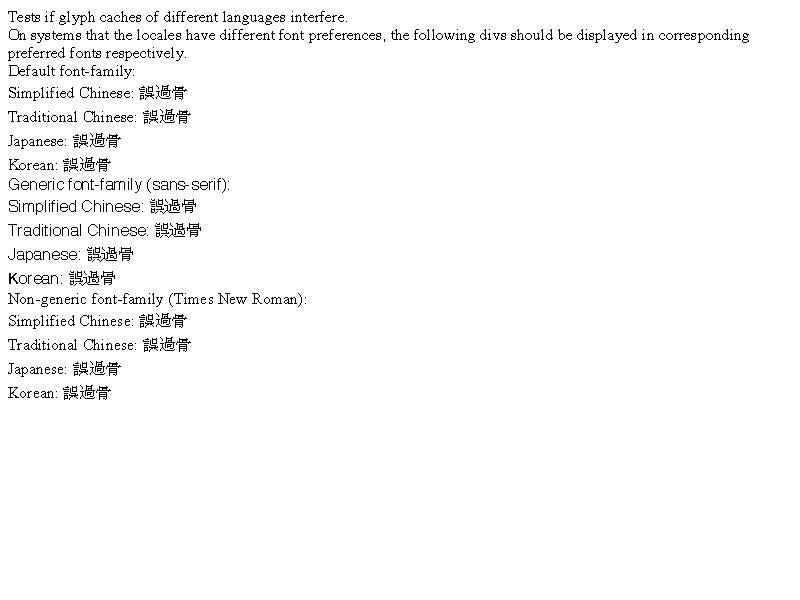 Tests if glyph caches of different languages interfere.
On systems that the locales have different font preferences, the following divs should be displayed in corresponding
preferred fonts respectively.
Default font-family:
Simplified Chinese: 誤過骨
Traditional Chinese: 誤過骨
Japanese: 誤過骨
Korean: 誤過骨
Generic font-family (sans-serif):
Simplified Chinese: 誤過骨
Traditional Chinese: 誤過骨
Japanese: 誤過骨
Korean: 誤過骨
Non-generic font-family (Times New Roman):
Simplified Chinese: 誤過骨
Traditional Chinese: 誤過骨
Japanese: 誤過骨
Korean: 誤過骨